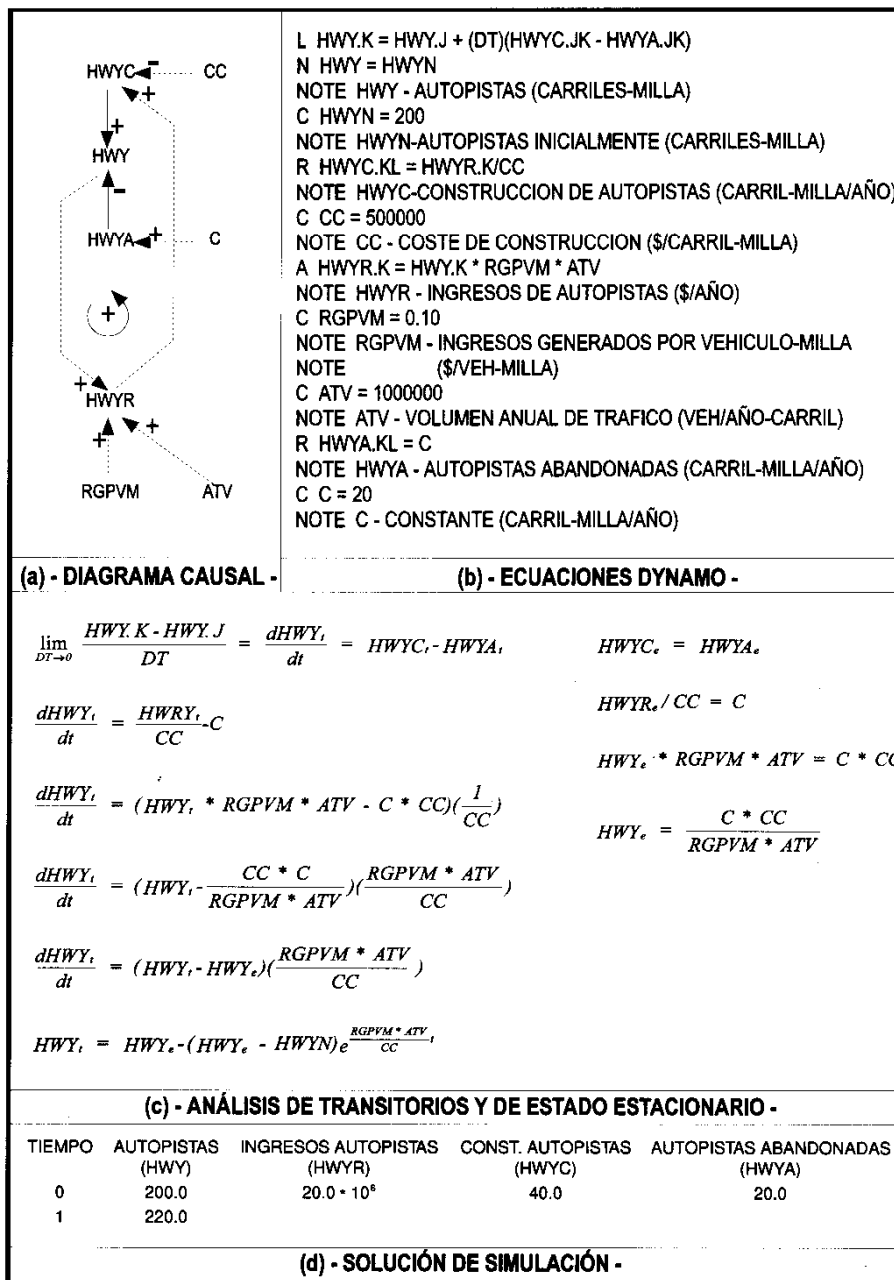 HWYC - CC
+
+
HWY
-
HWYA + C
+
+
HWYR
+
+
RGPVM ATV
(a) - DIAGRAMA CAUSAL -
L HWY.K = HWY.J + (DT)(HWYC.JK - HWYA.JK)
N HWY = HWYN
NOTE HWY - AUTOPISTAS (CARRILES-MILLA)
C HWYN = 200
NOTE HWYN-AUTOPISTAS INICIALMENTE (CARRILES-MILLA)
R HWYC.KL = HWYR.K/CC
NOTE HWYC-CONSTRUCCION DE AUTOPISTAS (CARRIL-MILLA/AÑO)
C CC = 500000
NOTE CC - COSTE DE CONSTRUCCION ($/CARRIL-MILLA)
A HWYR.K = HWY.K * RGPVM * ATV
NOTE HWYR - INGRESOS DE AUTOPISTAS ($/AÑO)
C RGPVM = 0.10
NOTE RGPVM - INGRESOS GENERADOS POR VEHICULO-MILLA
NOTE ($/VEH-MILLA)
C ATV = 1000000
NOTE ATV - VOLUMEN ANUAL DE TRAFICO (VEH/AÑO-CARRIL)
R HWYA.KL = C
NOTE HWYA - AUTOPISTAS ABANDONADAS (CARRIL-MILLA/AÑO)
C C = 20
NOTE C - CONSTANTE (CARRIL-MILLA/AÑO)
(b) - ECUACIONES DYNAMO -
lim DT→0 (HWY.K - HWY.J)/DT = dHWYₜ/dt = HWYCₜ - HWYAₜ
dHWYₜ/dt = HWRYₜ/CC - C
dHWYₜ/dt = (HWYₜ * RGPVM * ATV - C * CC)(1/CC)
dHWYₜ/dt = (HWYₜ - (CC * C)/(RGPVM * ATV))((RGPVM * ATV)/CC)
dHWYₜ/dt = (HWYₜ - HWYₑ)((RGPVM * ATV)/CC)
HWYₜ = HWYₑ - (HWYₑ - HWYN)e^((RGPVM * ATV)/CC t)
HWYCₑ = HWYAₑ
HWYRₑ/CC = C
HWYₑ * RGPVM * ATV = C * CC
HWYₑ = (C * CC)/(RGPVM * ATV)
(c) - ANÁLISIS DE TRANSITORIOS Y DE ESTADO ESTACIONARIO -
TIEMPO AUTOPISTAS INGRESOS AUTOPISTAS CONST. AUTOPISTAS AUTOPISTAS ABANDONADAS
(HWY) (HWYR) (HWYC) (HWYA)
0 200.0 20.0 * 10⁶ 40.0 20.0
1 220.0
(d) - SOLUCIÓN DE SIMULACIÓN -